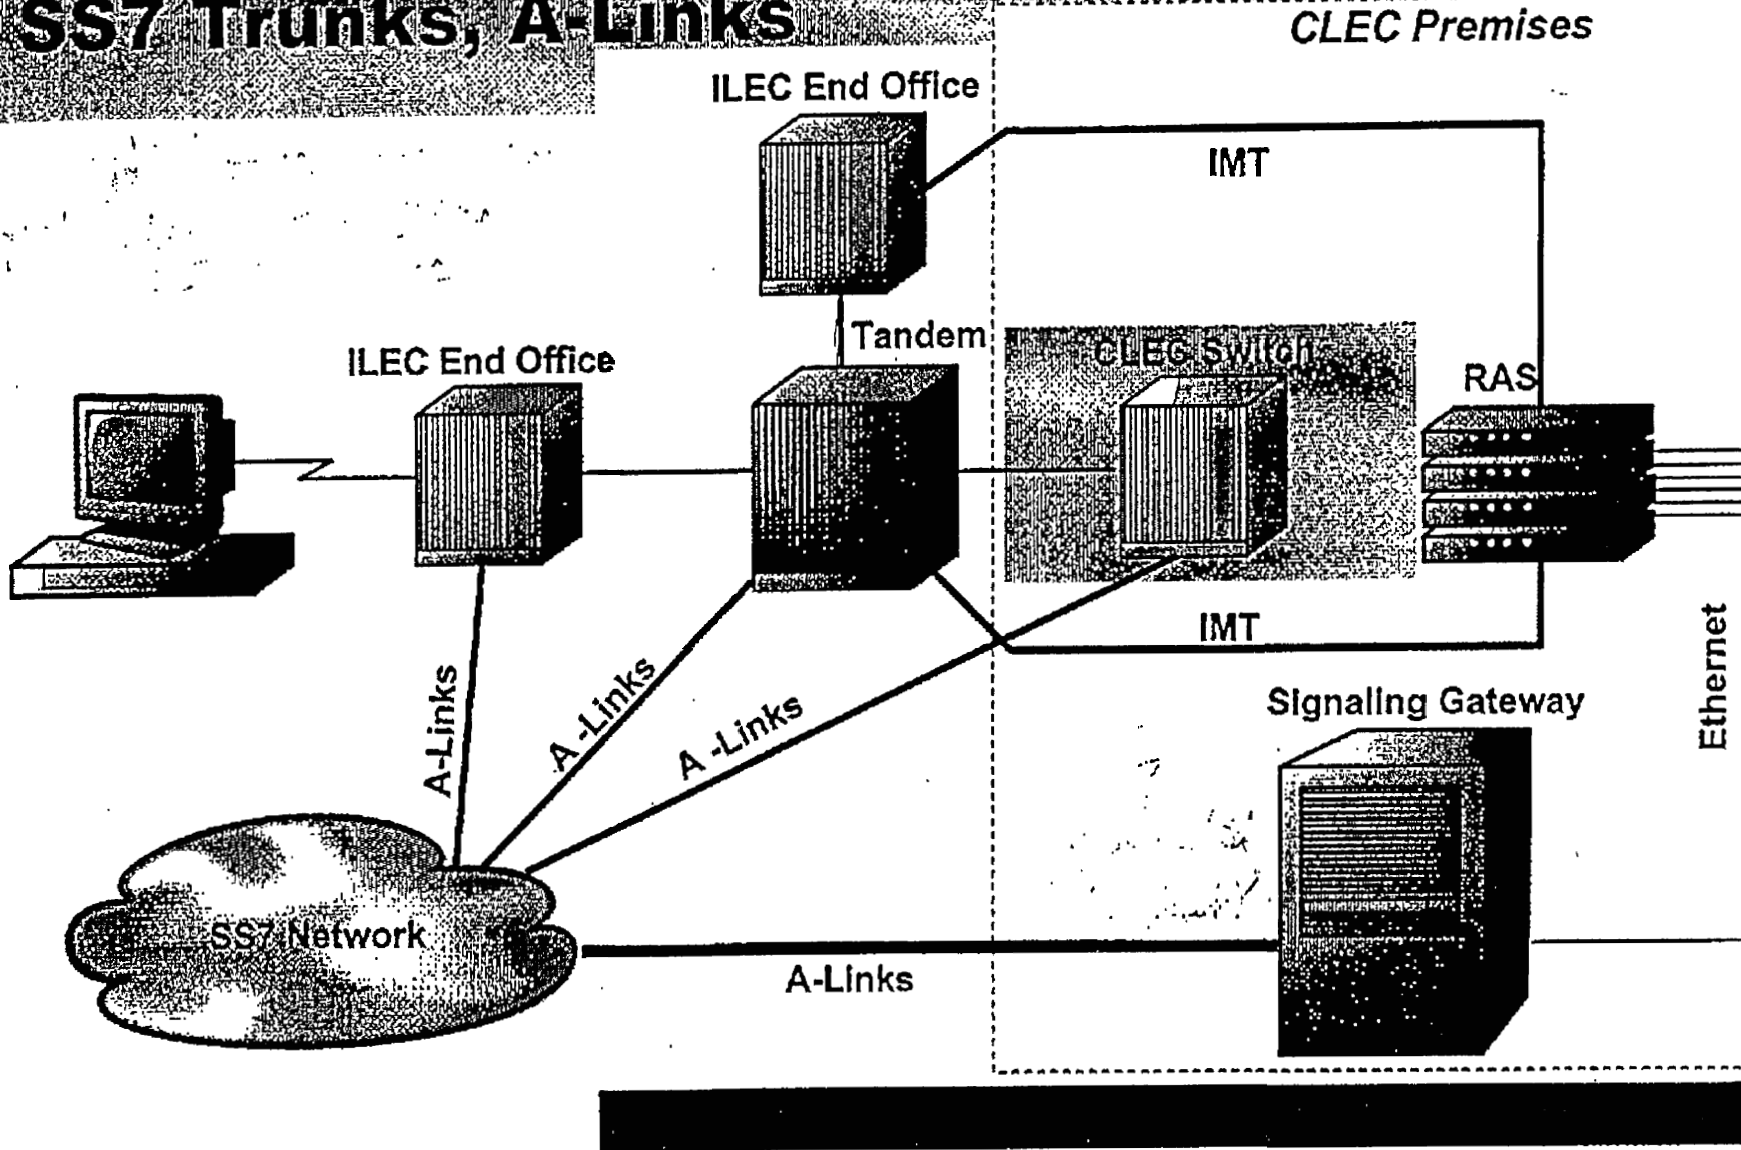 SS7 Trunks, A-Links
CLEC Premises
ILEC End Office
IMT
Tandem
ILEC End Office
CLEC Switch
RAS
IMT
Ethernet
A-Links
A -Links
A -Links
Signaling Gateway
SS7 Network
A-Links